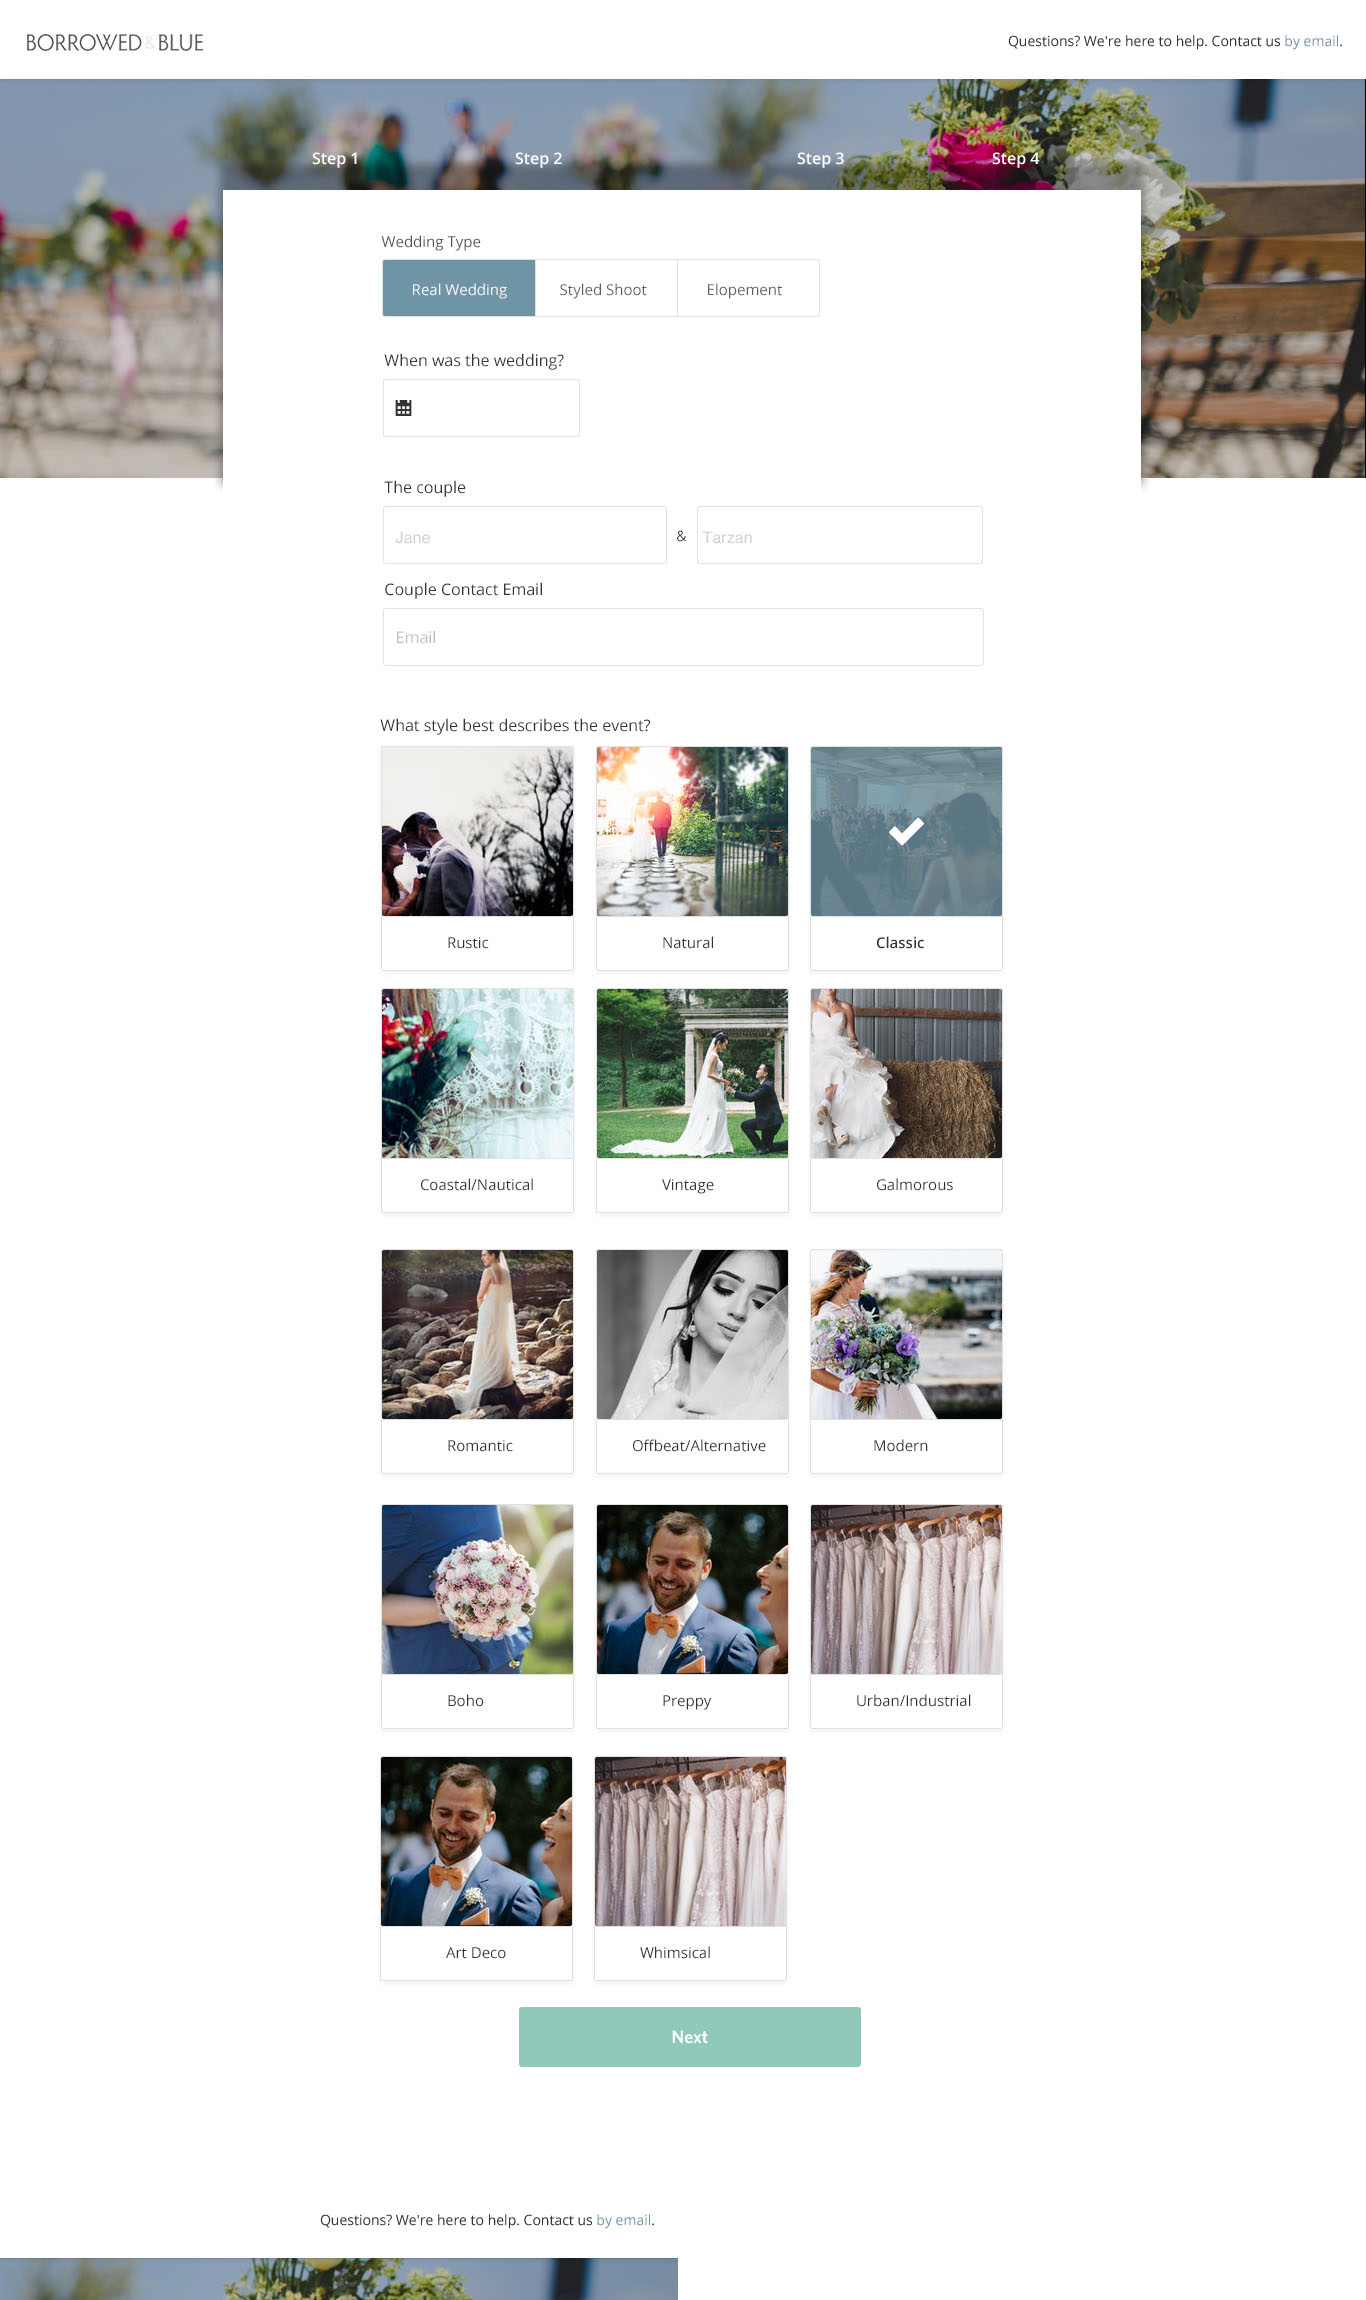 BORROWED & BLUE
Questions? We're here to help. Contact us by email.
Step 1 Step 2 Step 3 Step 4
Wedding Type
Real Wedding Styled Shoot Elopement
When was the wedding?
The couple
Jane & Tarzan
Couple Contact Email
Email
What style best describes the event?
Rustic Natural Classic
Coastal/Nautical Vintage Galmorous
Romantic Offbeat/Alternative Modern
Boho Preppy Urban/Industrial
Art Deco Whimsical
Next
Questions? We're here to help. Contact us by email.